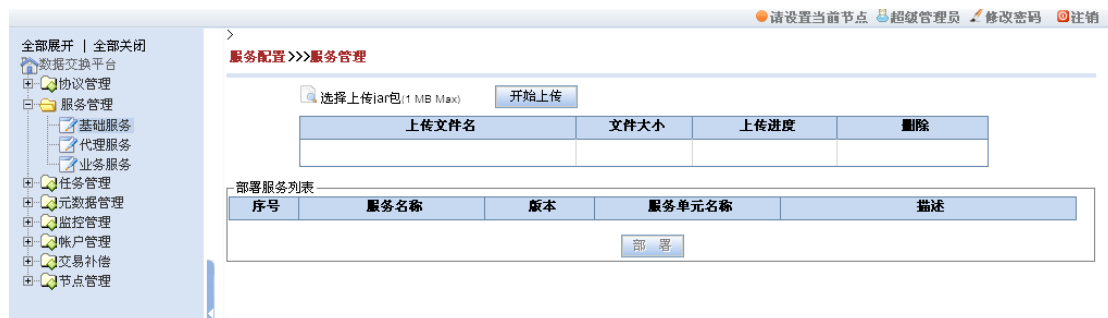 请设置当前节点 超级管理员 修改密码 注销
全部展开 | 全部关闭
数据交换平台
协议管理
服务管理
基础服务
代理服务
业务服务
任务管理
元数据管理
监控管理
帐户管理
交易补偿
节点管理
>
服务配置>>>服务管理
选择上传jar包(1 MB Max) 开始上传
上传文件名 文件大小 上传进度 删除
部署服务列表
序号 服务名称 版本 服务单元名称 描述
部 署